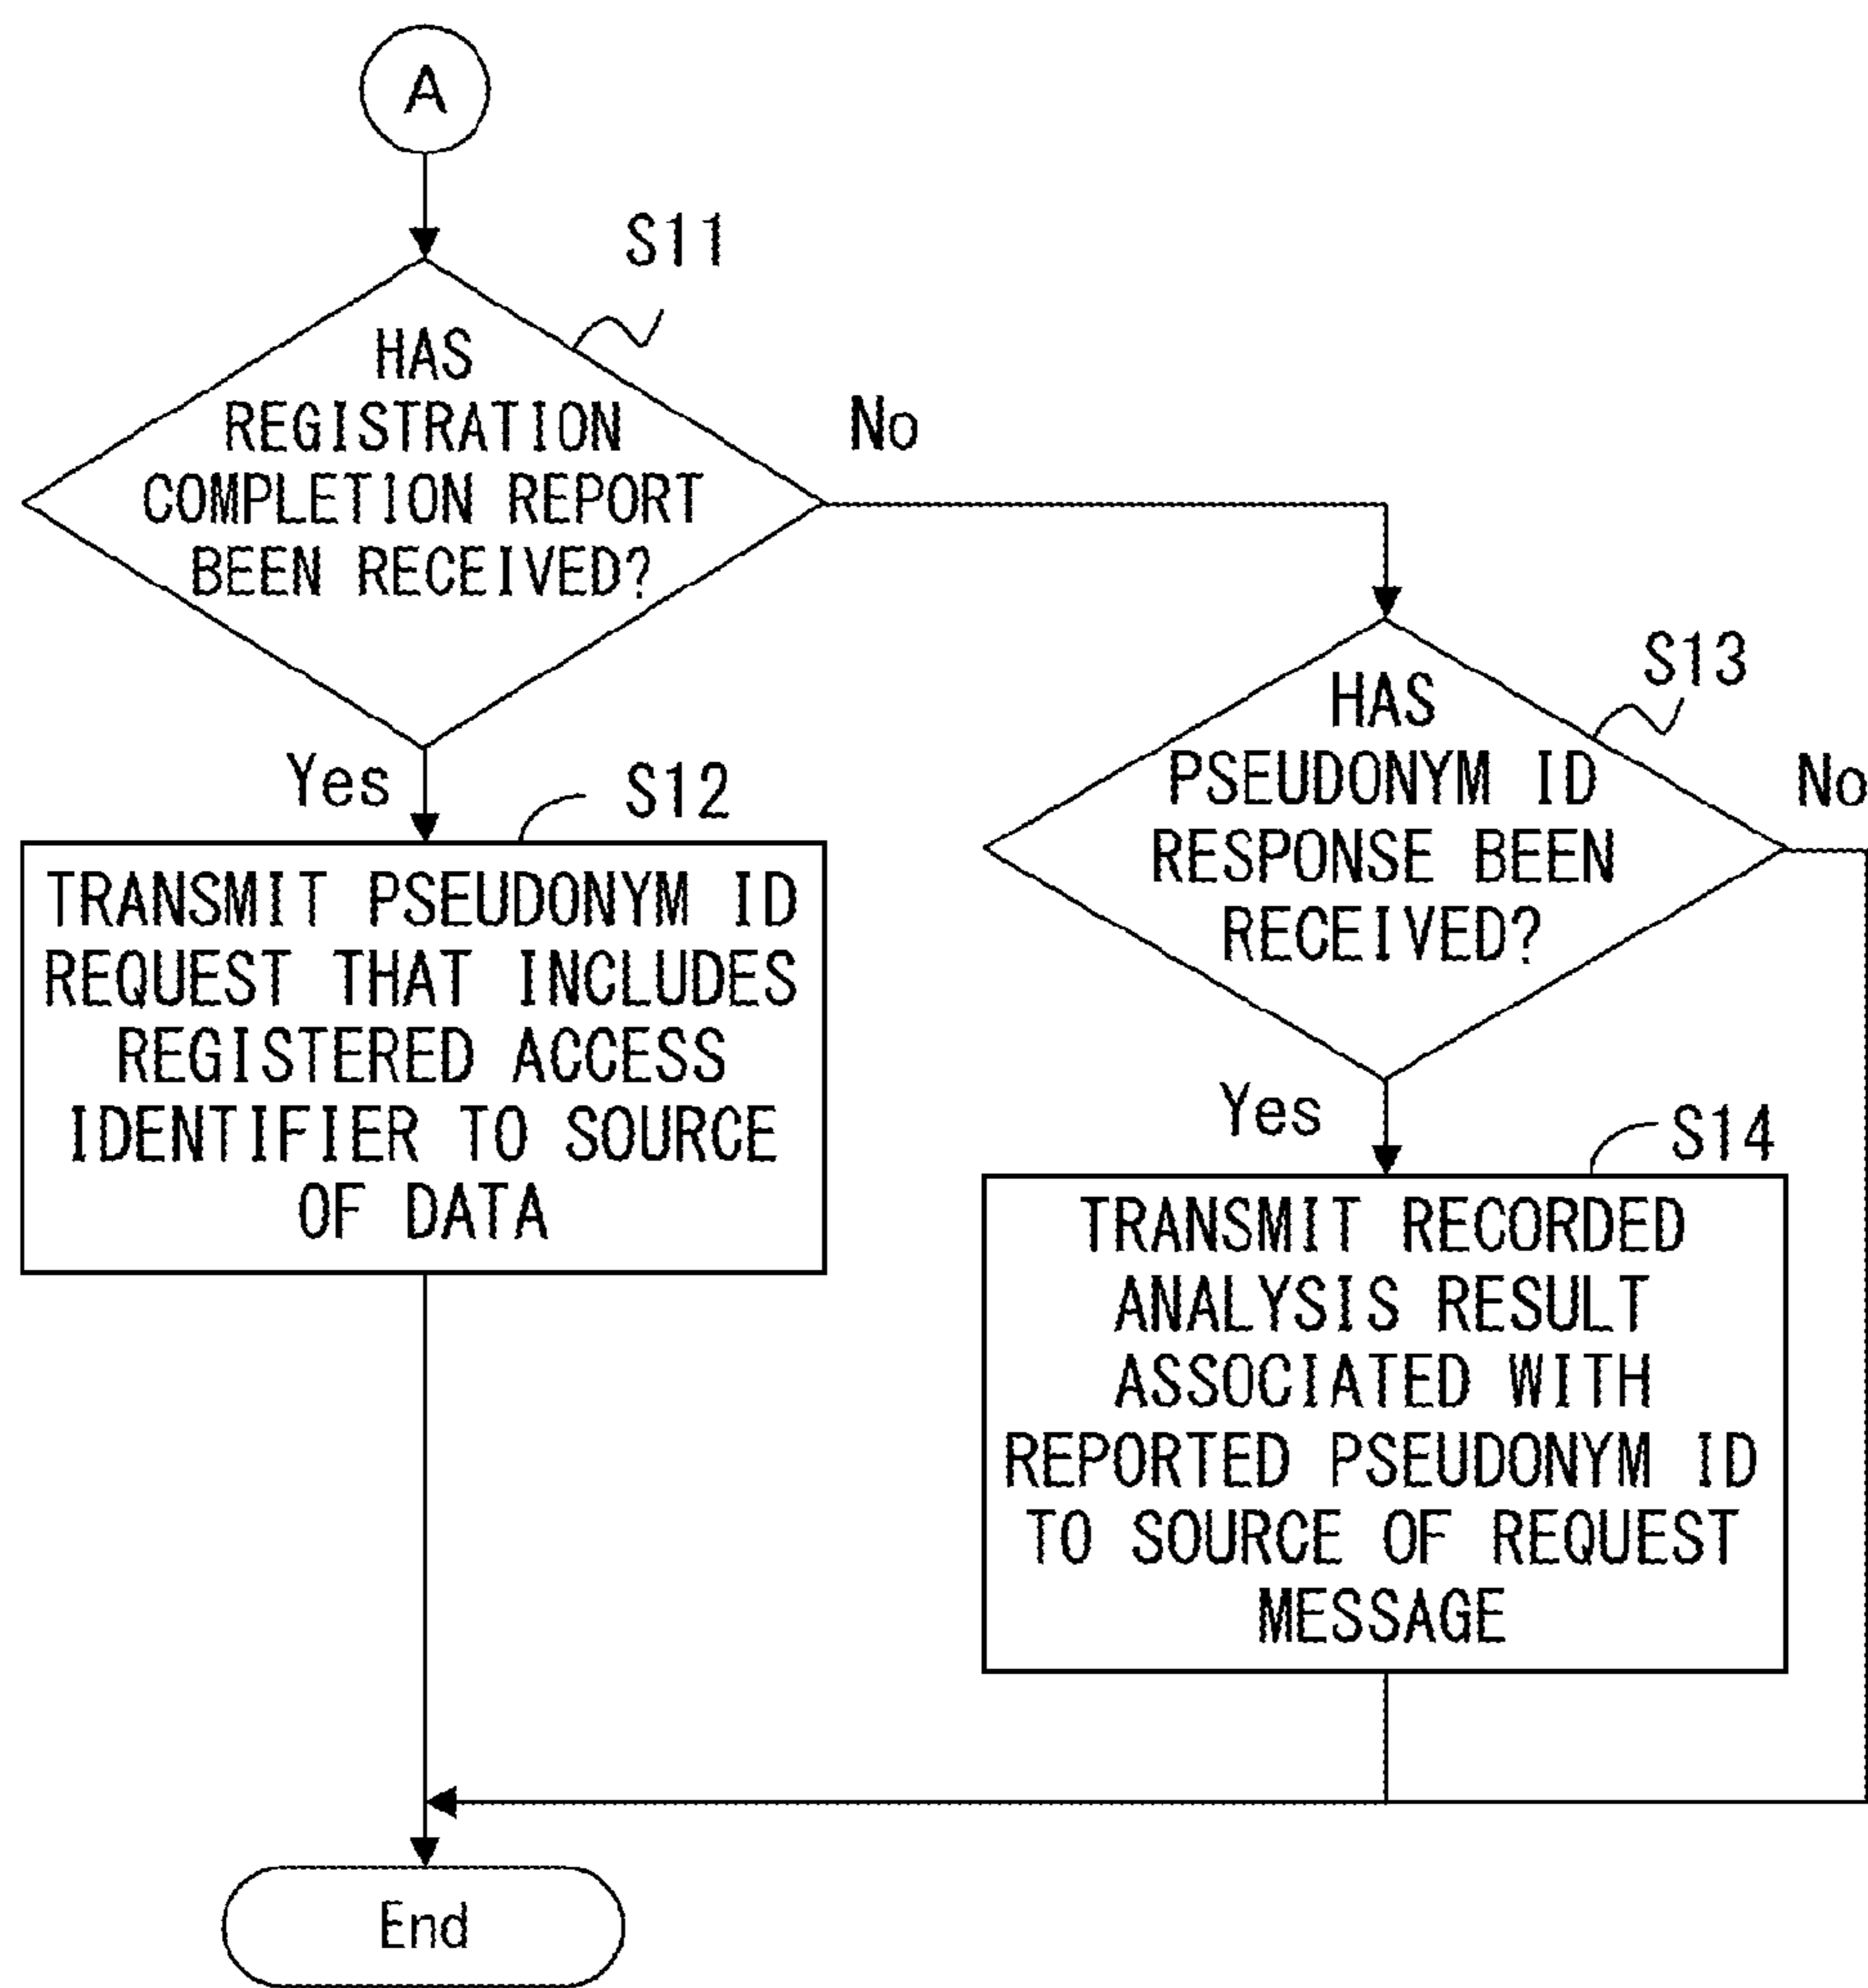 A
S11
HAS
REGISTRATION
COMPLETION REPORT
BEEN RECEIVED?
No
Yes
S12
TRANSMIT PSEUDONYM ID
REQUEST THAT INCLUDES
REGISTERED ACCESS
IDENTIFIER TO SOURCE
OF DATA
S13
HAS
PSEUDONYM ID
RESPONSE BEEN
RECEIVED?
No
Yes
S14
TRANSMIT RECORDED
ANALYSIS RESULT
ASSOCIATED WITH
REPORTED PSEUDONYM ID
TO SOURCE OF REQUEST
MESSAGE
End